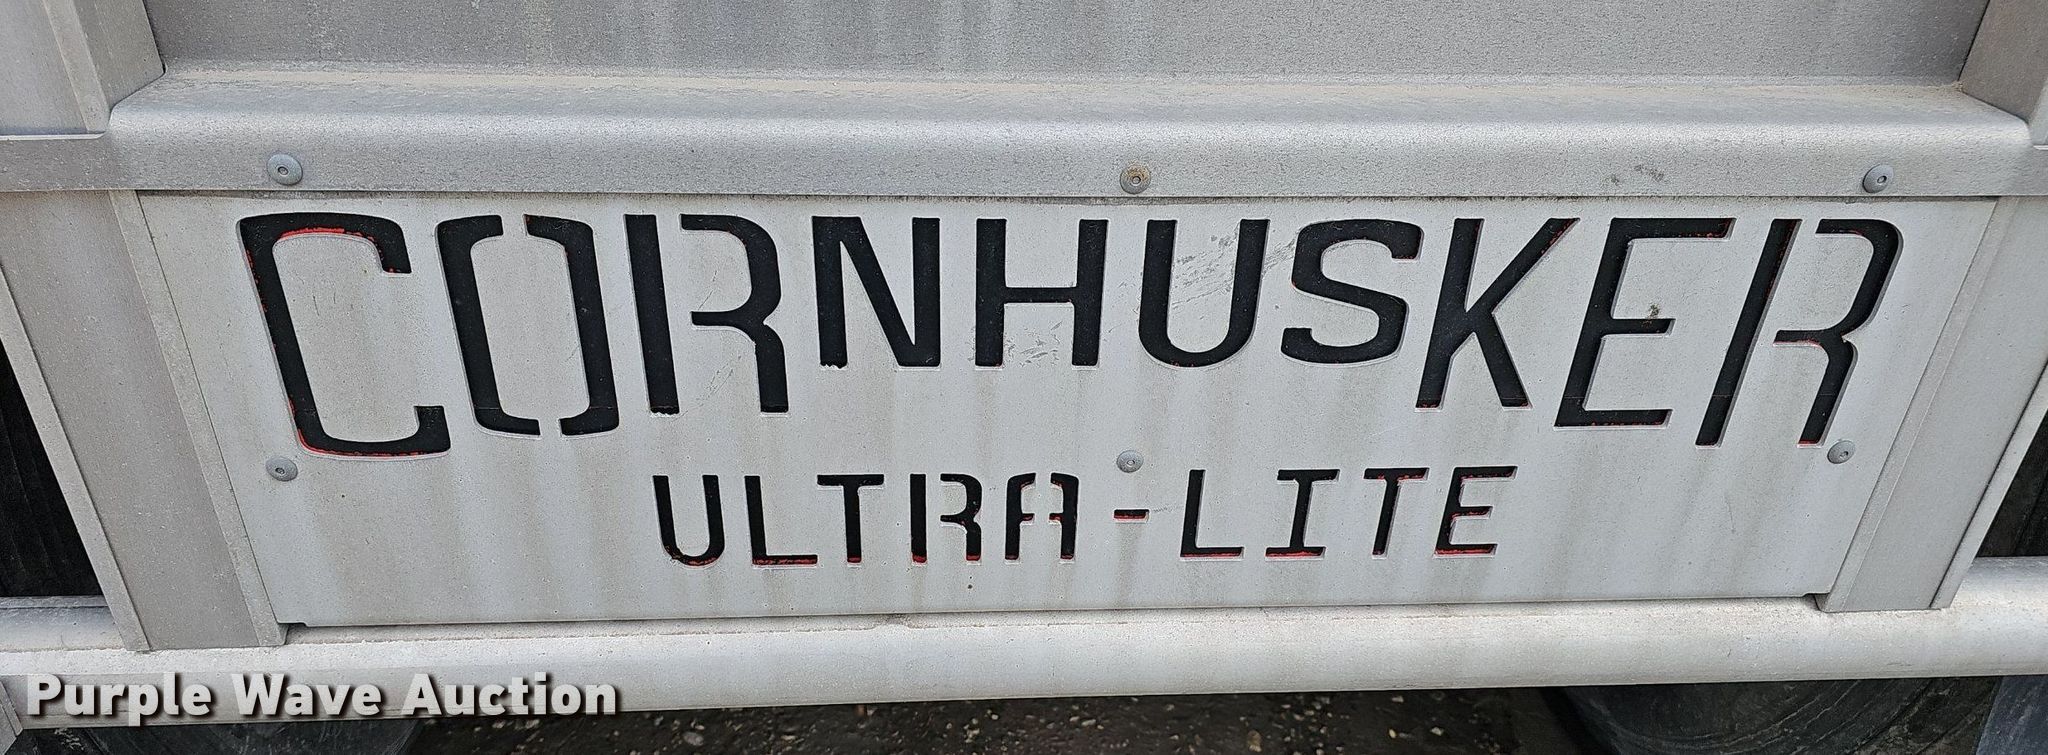 CORNHUSKER
ULTRA-LITE
Purple Wave Auction